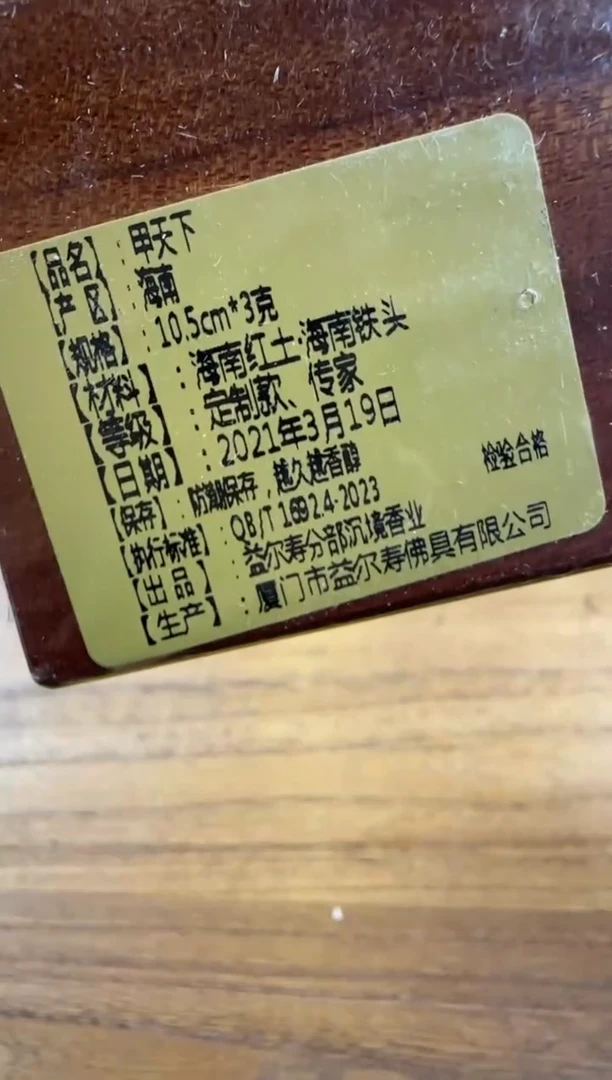 【品名】：甲天下
产 区】：海南
【规格】：10.5cm*3克
【材料】：海南红土·海南铁头
【等级】：定制款、传家
【日期】：2021年3月19日
【保存】：防潮保存，越久越香醇
检验合格
【执行标准】：QB/T 1692.4-2023
【出 品】：益尔寿分部沉境香业
【生产】：厦门市益尔寿佛具有限公司